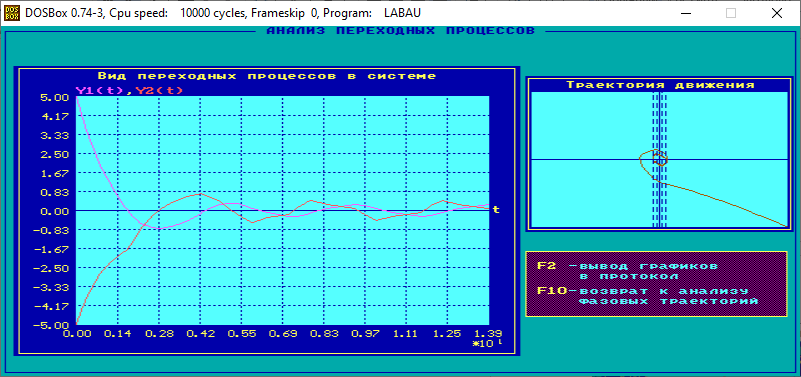 DOSBox 0.74-3, Cpu speed: 10000 cycles, Frameskip 0, Program: LABAU
АНАЛИЗ ПЕРЕХОДНЫХ ПРОЦЕССОВ
Вид переходных процессов в системе
Y1(t),Y2(t)
5.00
4.17
3.33
2.50
1.67
0.83
0.00
-0.83
-1.67
-2.50
-3.33
-4.17
-5.00
t
0.00 0.14 0.28 0.42 0.55 0.69 0.83 0.97 1.11 1.25 1.39
*10¹
Траектория движения
F2 -вывод графиков
в протокол
F10-возврат к анализу
фазовых траекторий